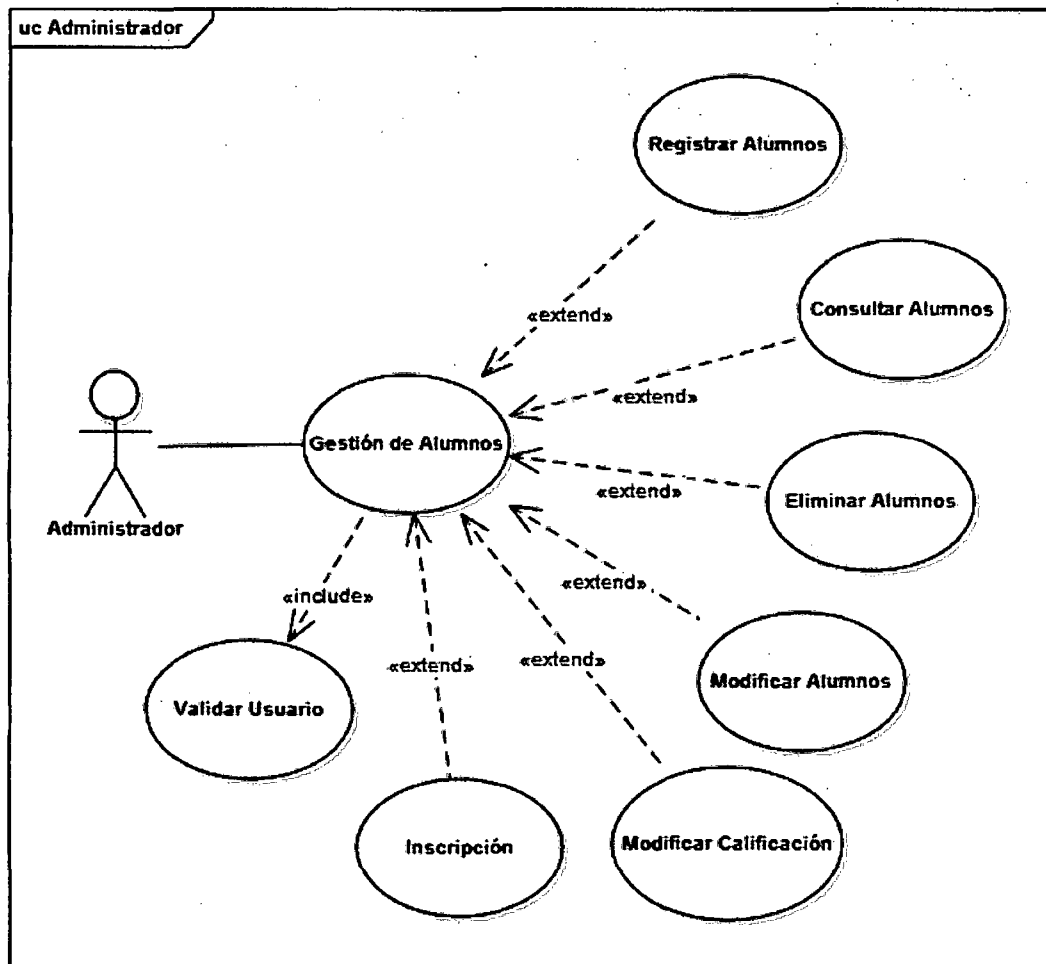 uc Administrador
Registrar Alumnos
«extend»
Consultar Alumnos
«extend»
Gestión de Alumnos
«extend»
Eliminar Alumnos
Administrador
«extend»
«include»
«extend»
«extend»
Modificar Alumnos
Validar Usuario
Inscripción
Modificar Calificación